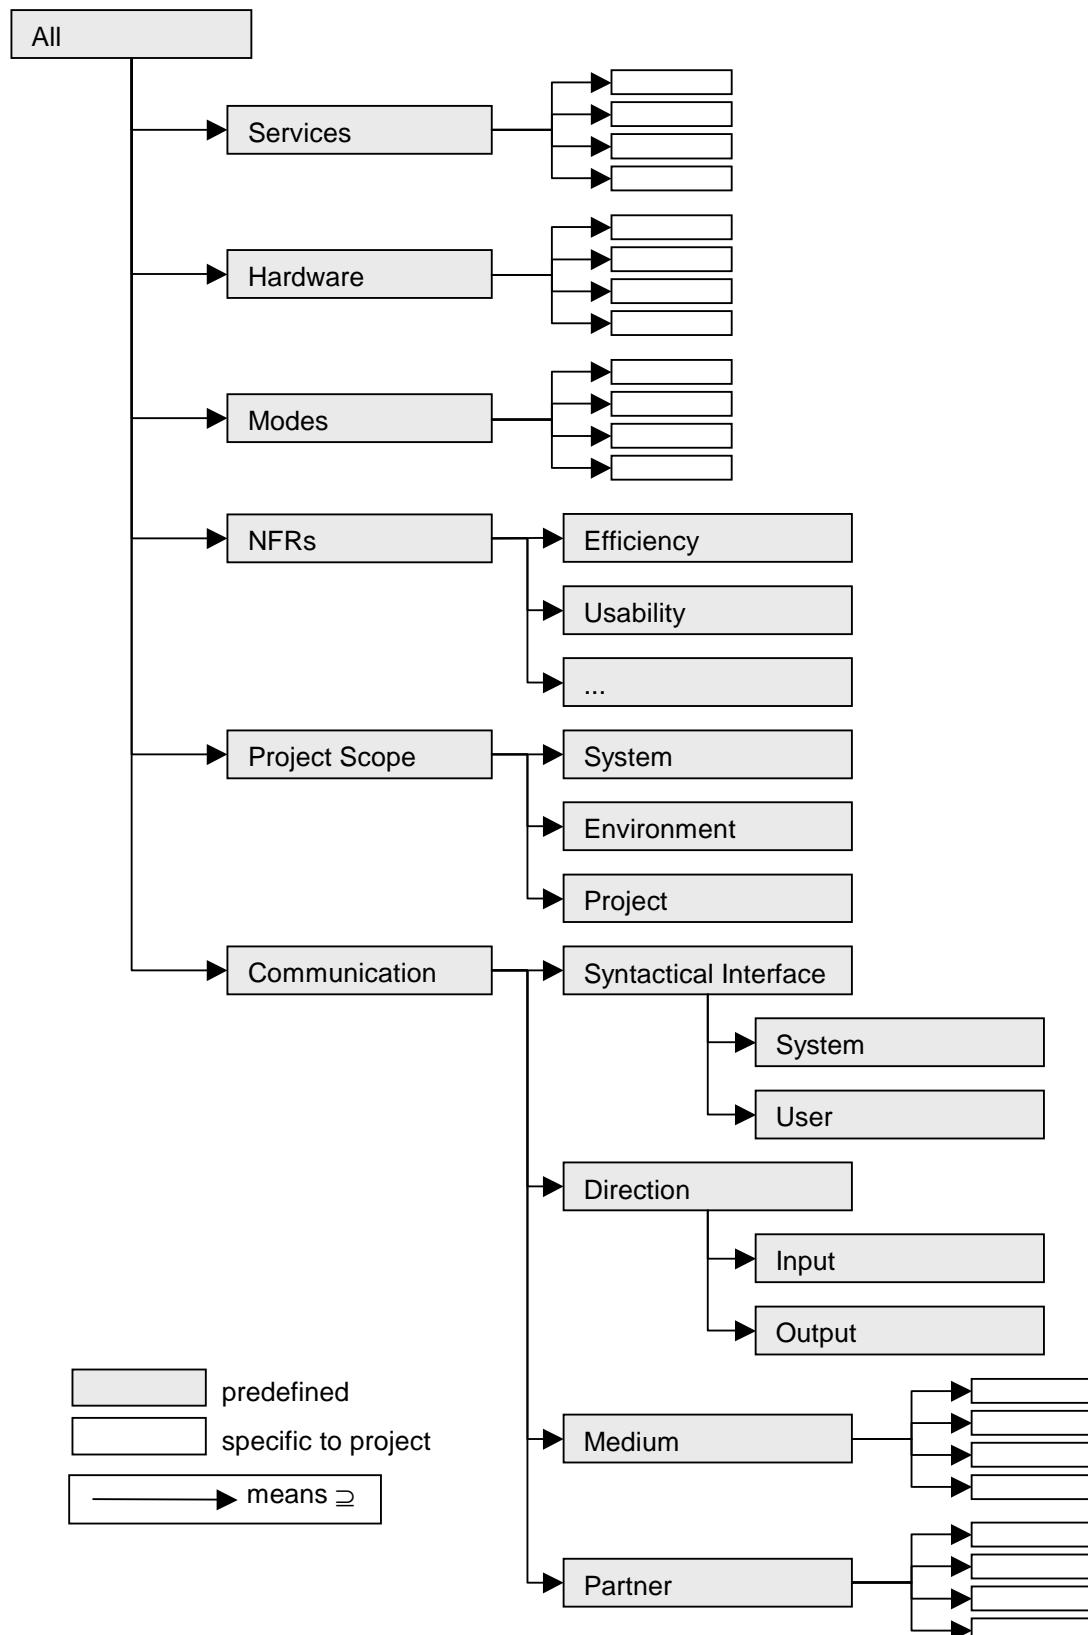 All
Services
Hardware
Modes
NFRs
Efficiency
Usability
...
Project Scope
System
Environment
Project
Communication
Syntactical Interface
System
User
Direction
Input
Output
predefined
specific to project
means ⊇
Medium
Partner